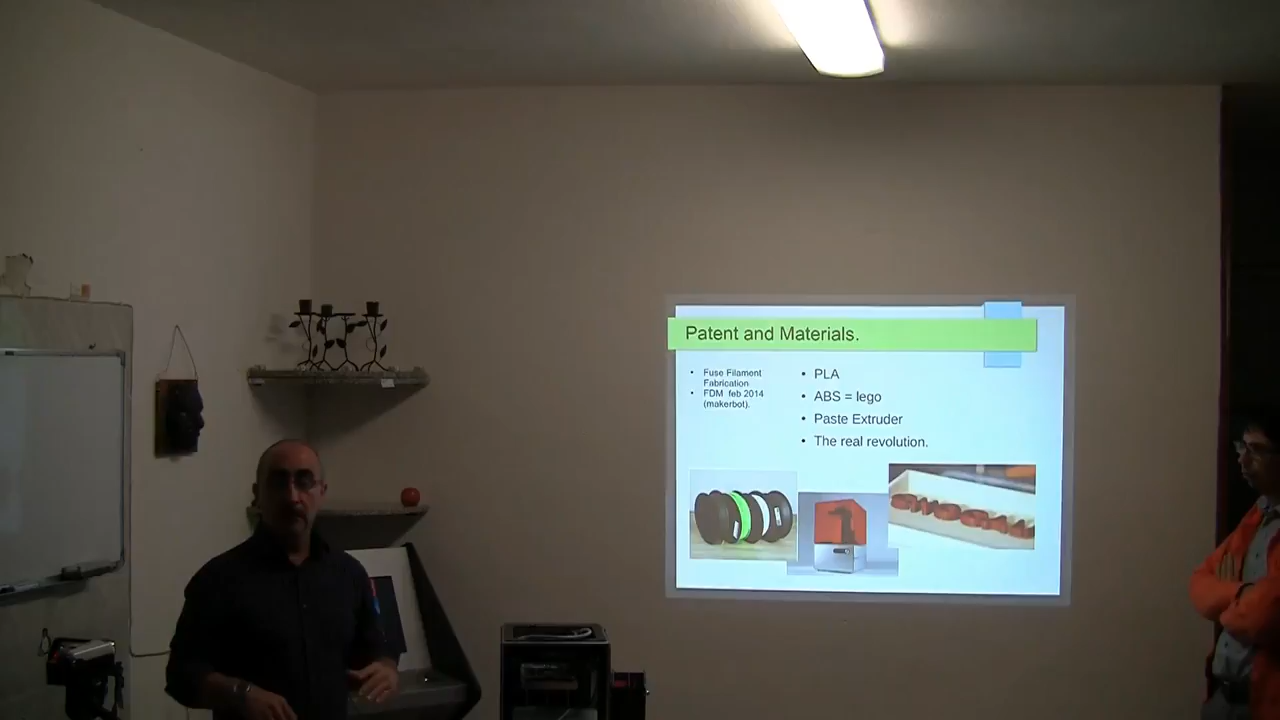 Patent and Materials.
• Fuse Filament
Fabrication
• FDM feb 2014
(makerbot).
• PLA
• ABS = lego
• Paste Extruder
• The real revolution.